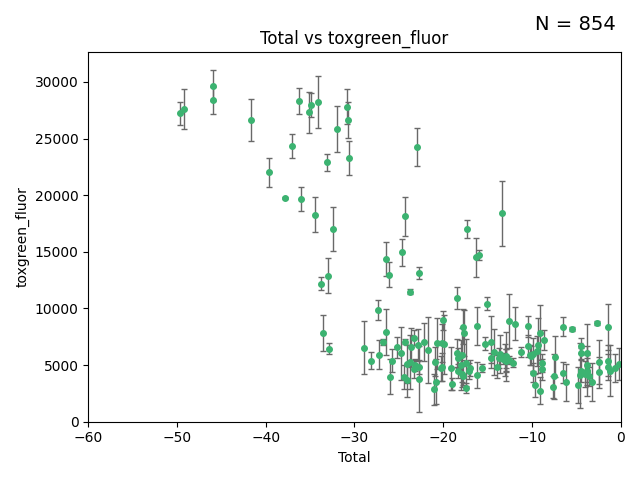 N = 854
Total vs toxgreen_fluor
toxgreen_fluor
30000
25000
20000
15000
10000
5000
0
−60 −50 −40 −30 −20 −10 0
Total